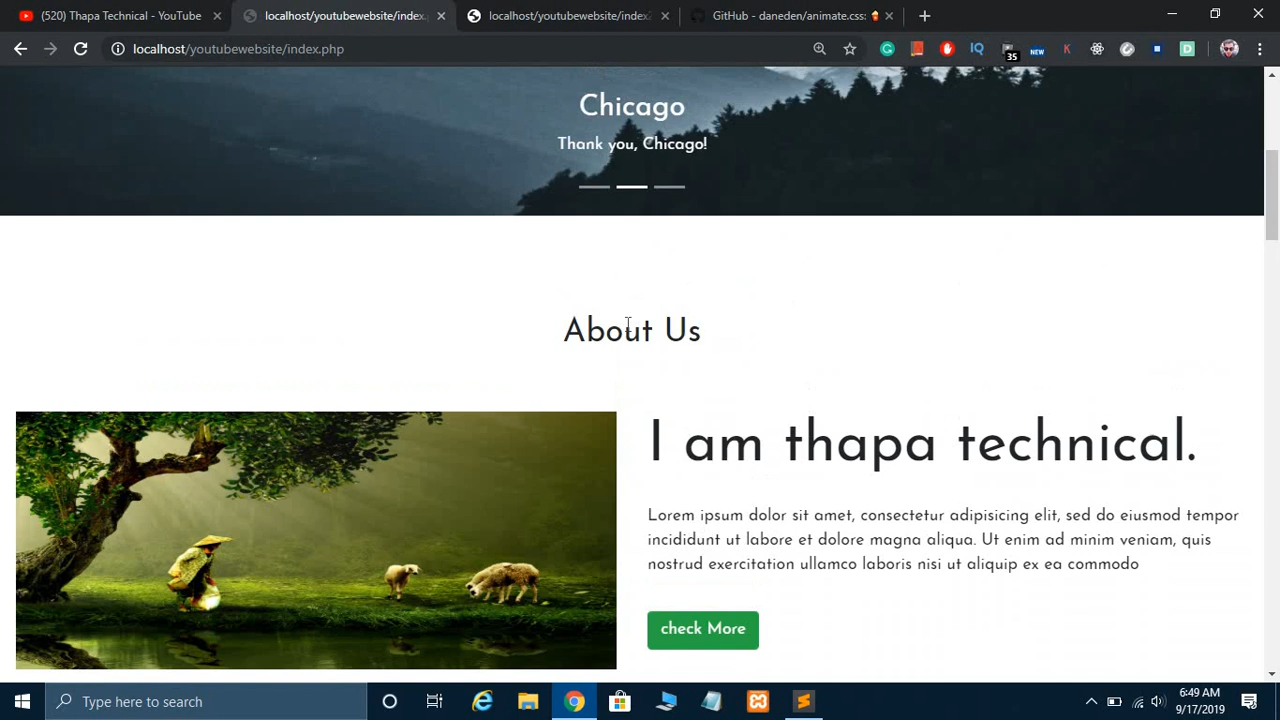 (520) Thapa Technical - YouTube
localhost/youtubewebsite/index.
localhost/youtubewebsite/index
GitHub - daneden/animate.css:
localhost/youtubewebsite/index.php
IQ
35
NEW
K
D
Chicago
Thank you, Chicago!
About Us
I am thapa technical.
Lorem ipsum dolor sit amet, consectetur adipisicing elit, sed do eiusmod tempor
incididunt ut labore et dolore magna aliqua. Ut enim ad minim veniam, quis
nostrud exercitation ullamco laboris nisi ut aliquip ex ea commodo
check More
Type here to search
6:49 AM
9/17/2019